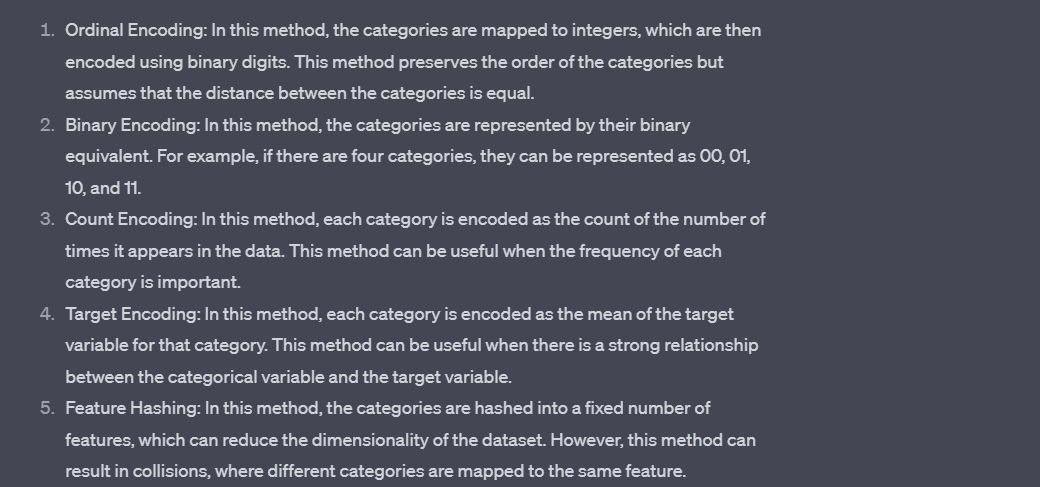 1. Ordinal Encoding: In this method, the categories are mapped to integers, which are then
encoded using binary digits. This method preserves the order of the categories but
assumes that the distance between the categories is equal.
2. Binary Encoding: In this method, the categories are represented by their binary
equivalent. For example, if there are four categories, they can be represented as 00, 01,
10, and 11.
3. Count Encoding: In this method, each category is encoded as the count of the number of
times it appears in the data. This method can be useful when the frequency of each
category is important.
4. Target Encoding: In this method, each category is encoded as the mean of the target
variable for that category. This method can be useful when there is a strong relationship
between the categorical variable and the target variable.
5. Feature Hashing: In this method, the categories are hashed into a fixed number of
features, which can reduce the dimensionality of the dataset. However, this method can
result in collisions, where different categories are mapped to the same feature.